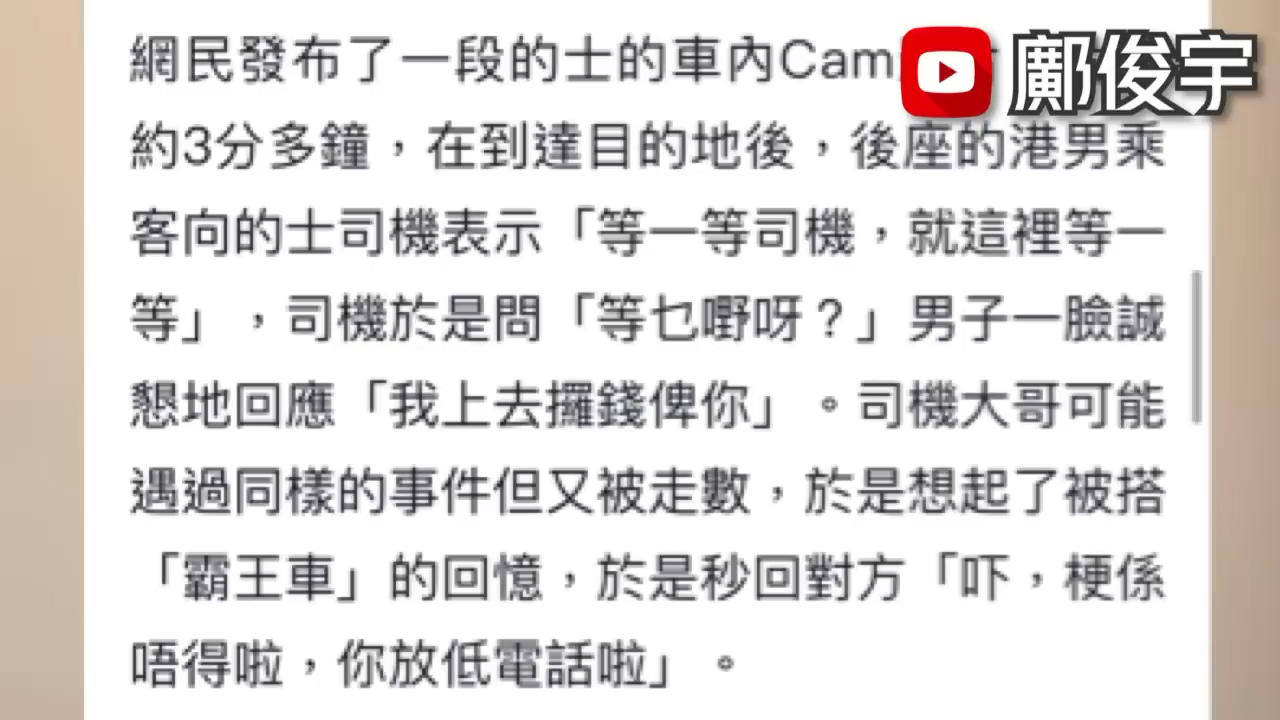 網民發布了一段的士的車內Cam
鄺俊宇
約3分多鐘，在到達目的地後，後座的港男乘
客向的士司機表示「等一等司機，就這裡等一
等」，司機於是問「等乜嘢呀？」男子一臉誠
懇地回應「我上去攞錢俾你」。司機大哥可能
遇過同樣的事件但又被走數，於是想起了被搭
「霸王車」的回憶，於是秒回對方「吓，梗係
唔得啦，你放低電話啦」。